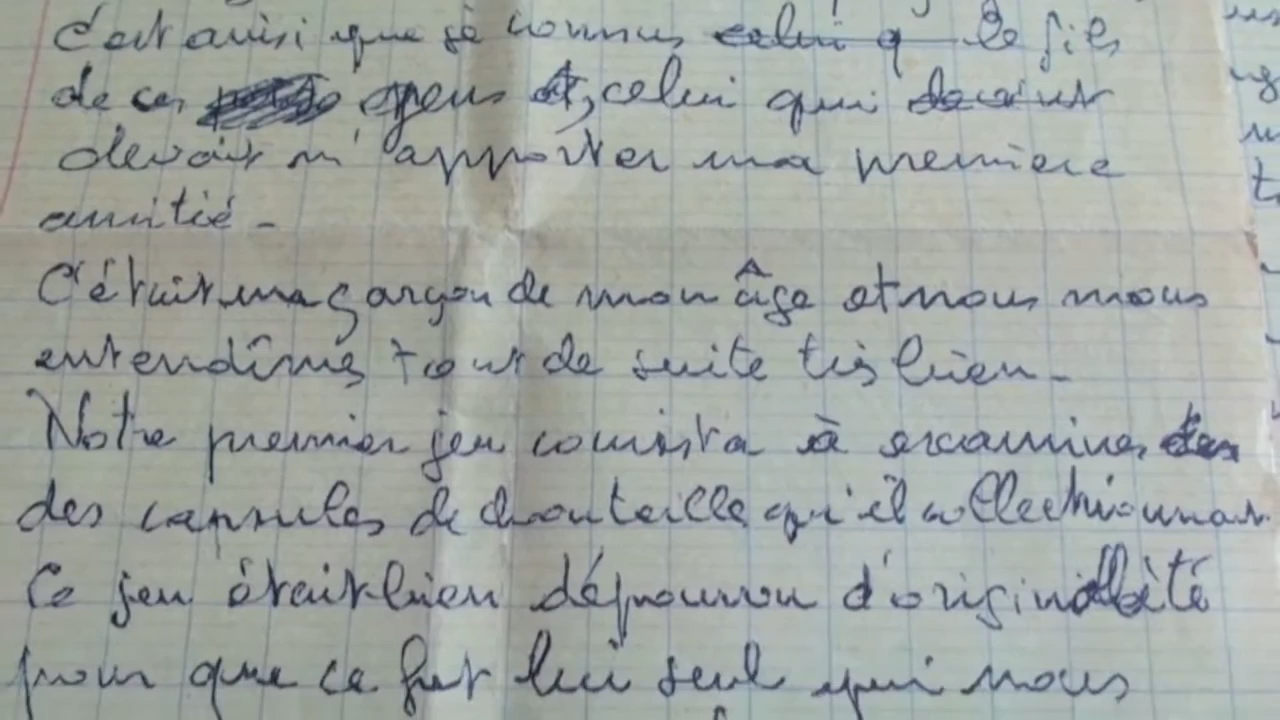 C'est ainsi que je connus celui q le fils
de ces gens et, celui qui devint
devait m'apporter ma première
amitié -
C'était un garçon de mon âge et nous nous
entendîmes tout de suite très bien -
Notre premier jeu consista à examiner des
des capsules de bouteille qu'il collectionnait.
Ce jeu était bien dépourvu d'originalité
pour que ce fut lui seul qui nous